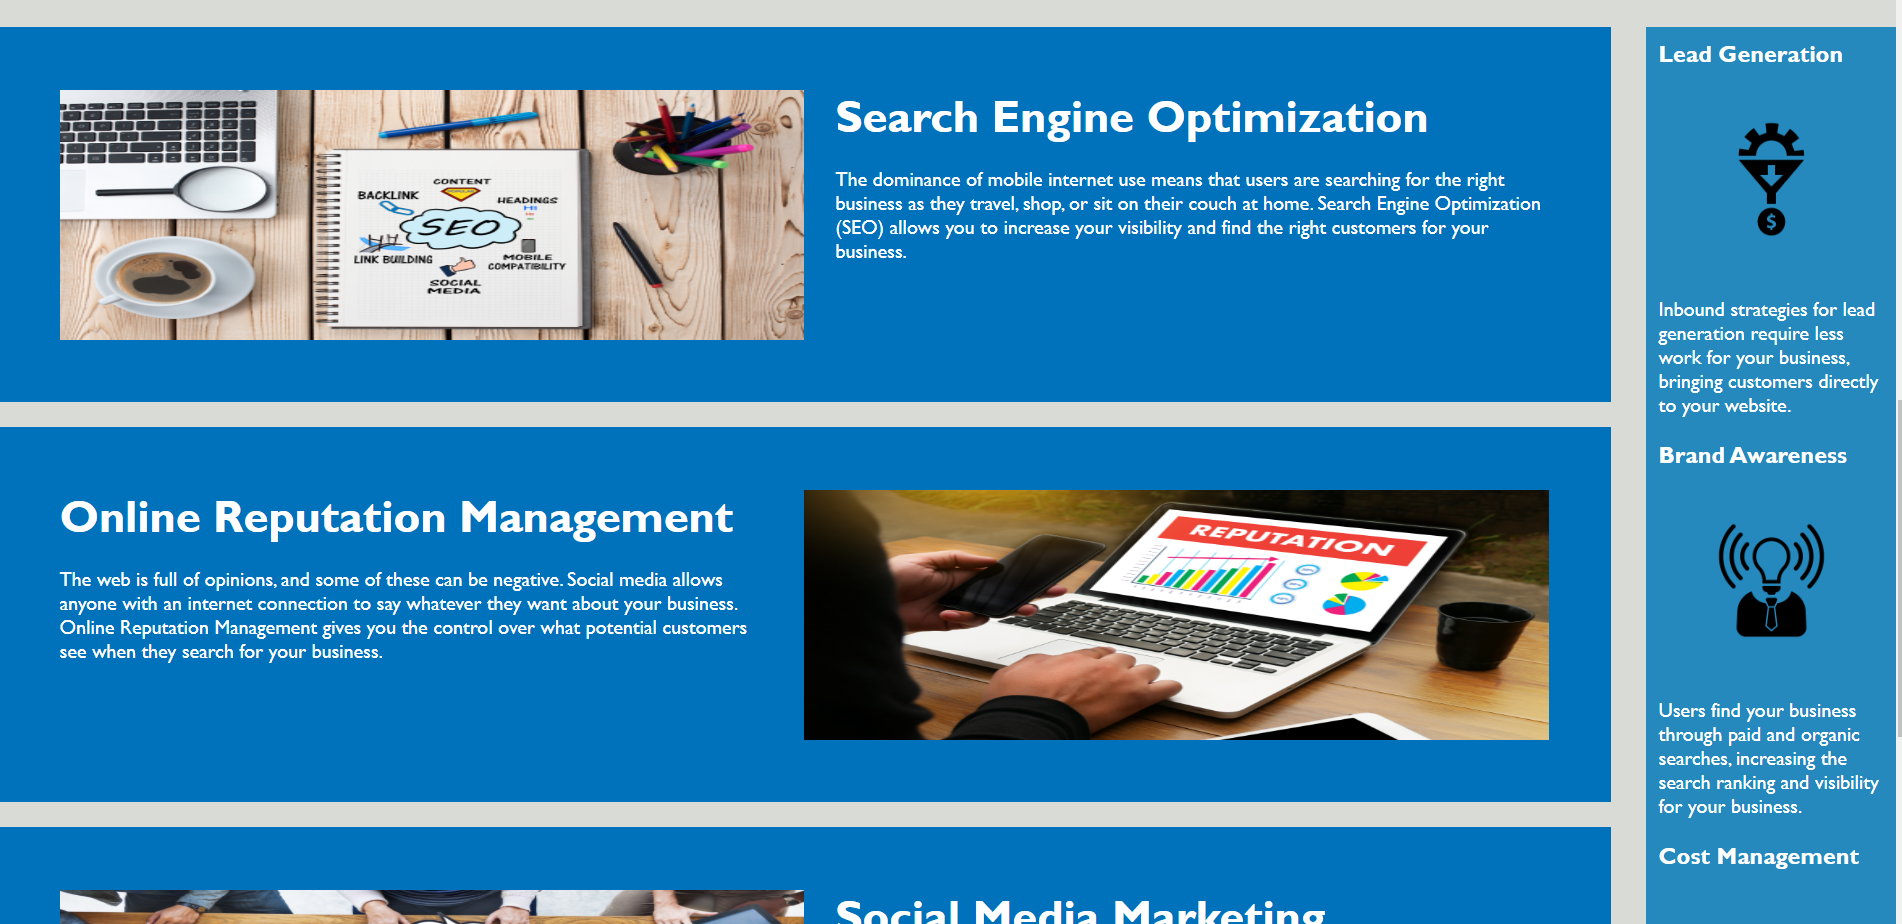 Search Engine Optimization
The dominance of mobile internet use means that users are searching for the right
business as they travel, shop, or sit on their couch at home. Search Engine Optimization
(SEO) allows you to increase your visibility and find the right customers for your
business.
CONTENT
BACKLINK
HEADINGS
SEO
LINK BUILDING
MOBILE
COMPATIBILITY
SOCIAL
MEDIA
Online Reputation Management
The web is full of opinions, and some of these can be negative. Social media allows
anyone with an internet connection to say whatever they want about your business.
Online Reputation Management gives you the control over what potential customers
see when they search for your business.
REPUTATION
Social Media Marketing
Lead Generation
$
Inbound strategies for lead
generation require less
work for your business,
bringing customers directly
to your website.
Brand Awareness
Users find your business
through paid and organic
searches, increasing the
search ranking and visibility
for your business.
Cost Management